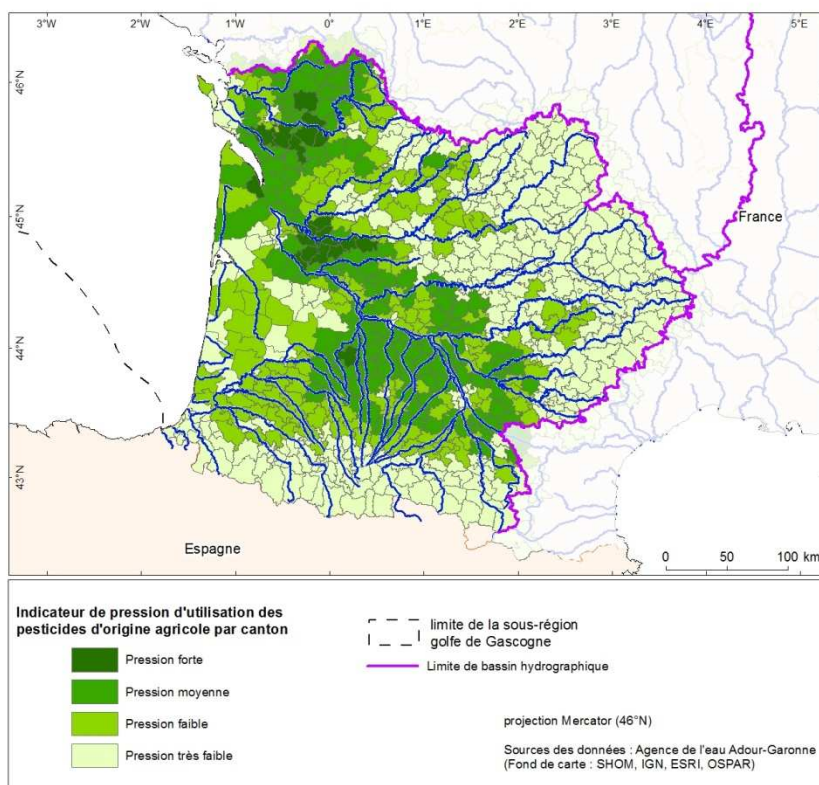 3°W 2°W 1°W 0° 1°E 2°E 3°E 4°E 5°E
46°N
45°N
France
44°N
43°N
Espagne
0 50 100 km
Indicateur de pression d'utilisation des
pesticides d'origine agricole par canton
Pression forte
Pression moyenne
Pression faible
Pression très faible
limite de la sous-région
golfe de Gascogne
Limite de bassin hydrographique
projection Mercator (46°N)
Sources des données : Agence de l'eau Adour-Garonne
(Fond de carte : SHOM, IGN, ESRI, OSPAR)